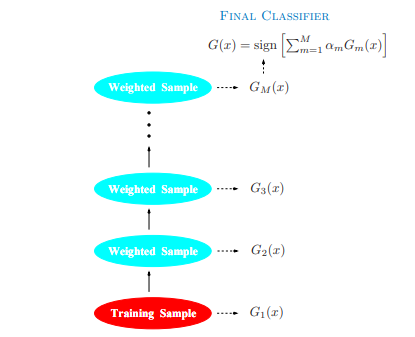 FINAL CLASSIFIER
G(x) = sign [∑_{m=1}^{M} α_m G_m(x)]
Weighted Sample G_M(x)
Weighted Sample G_3(x)
Weighted Sample G_2(x)
Training Sample G_1(x)